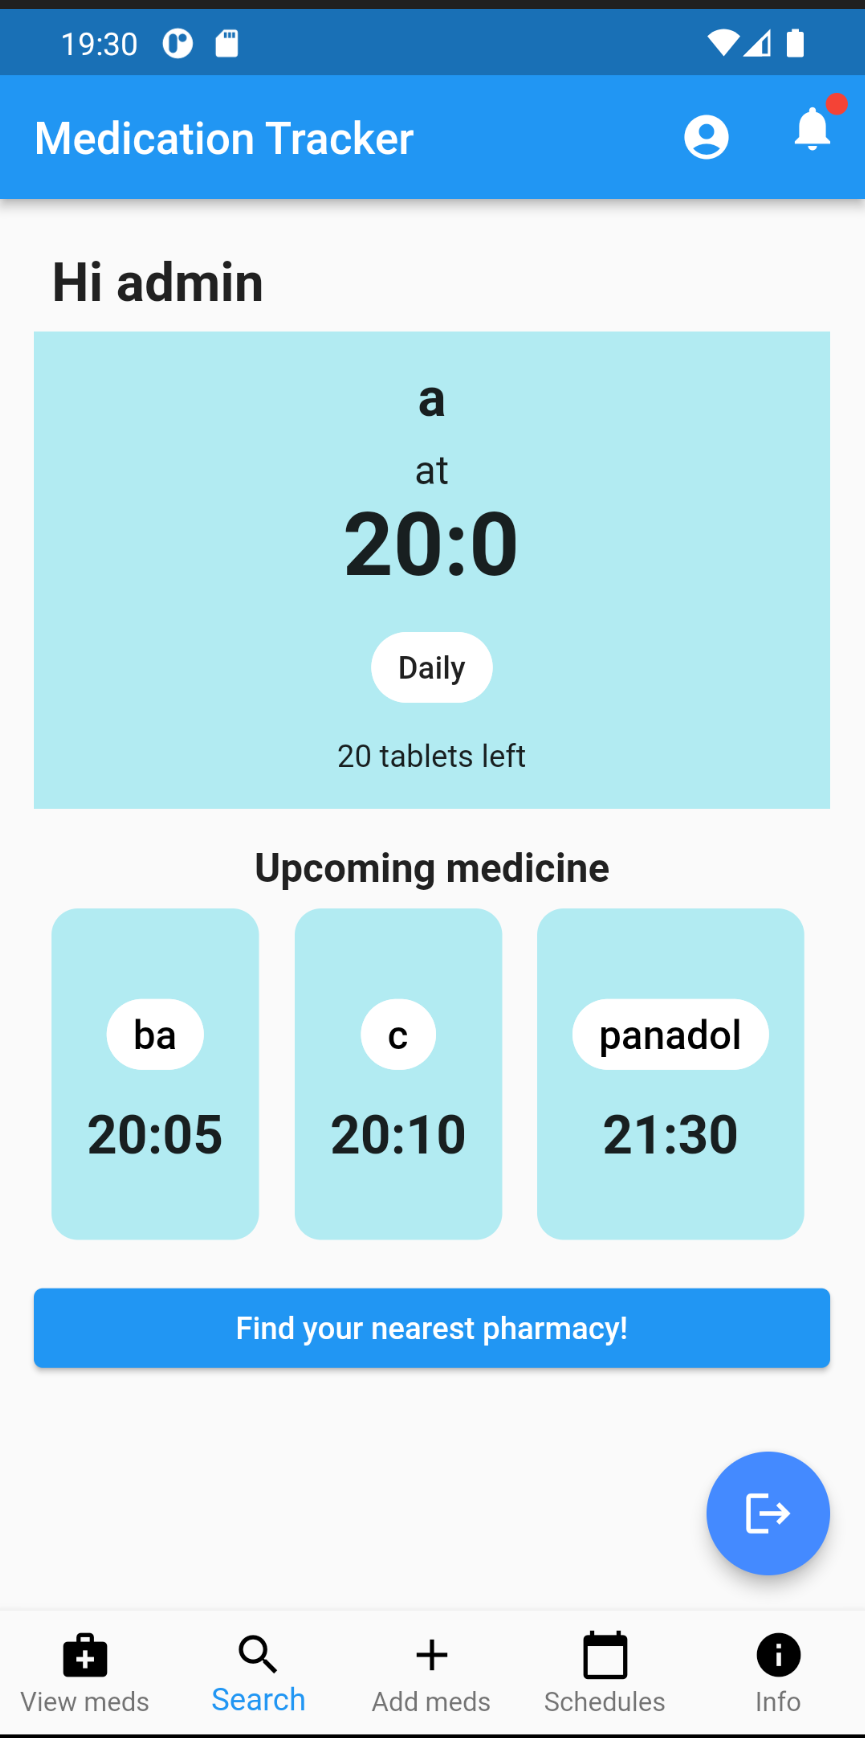 19:30
Medication Tracker
Hi admin
a
at
20:0
Daily
20 tablets left
Upcoming medicine
ba c panadol
20:05 20:10 21:30
Find your nearest pharmacy!
View meds Search Add meds Schedules Info